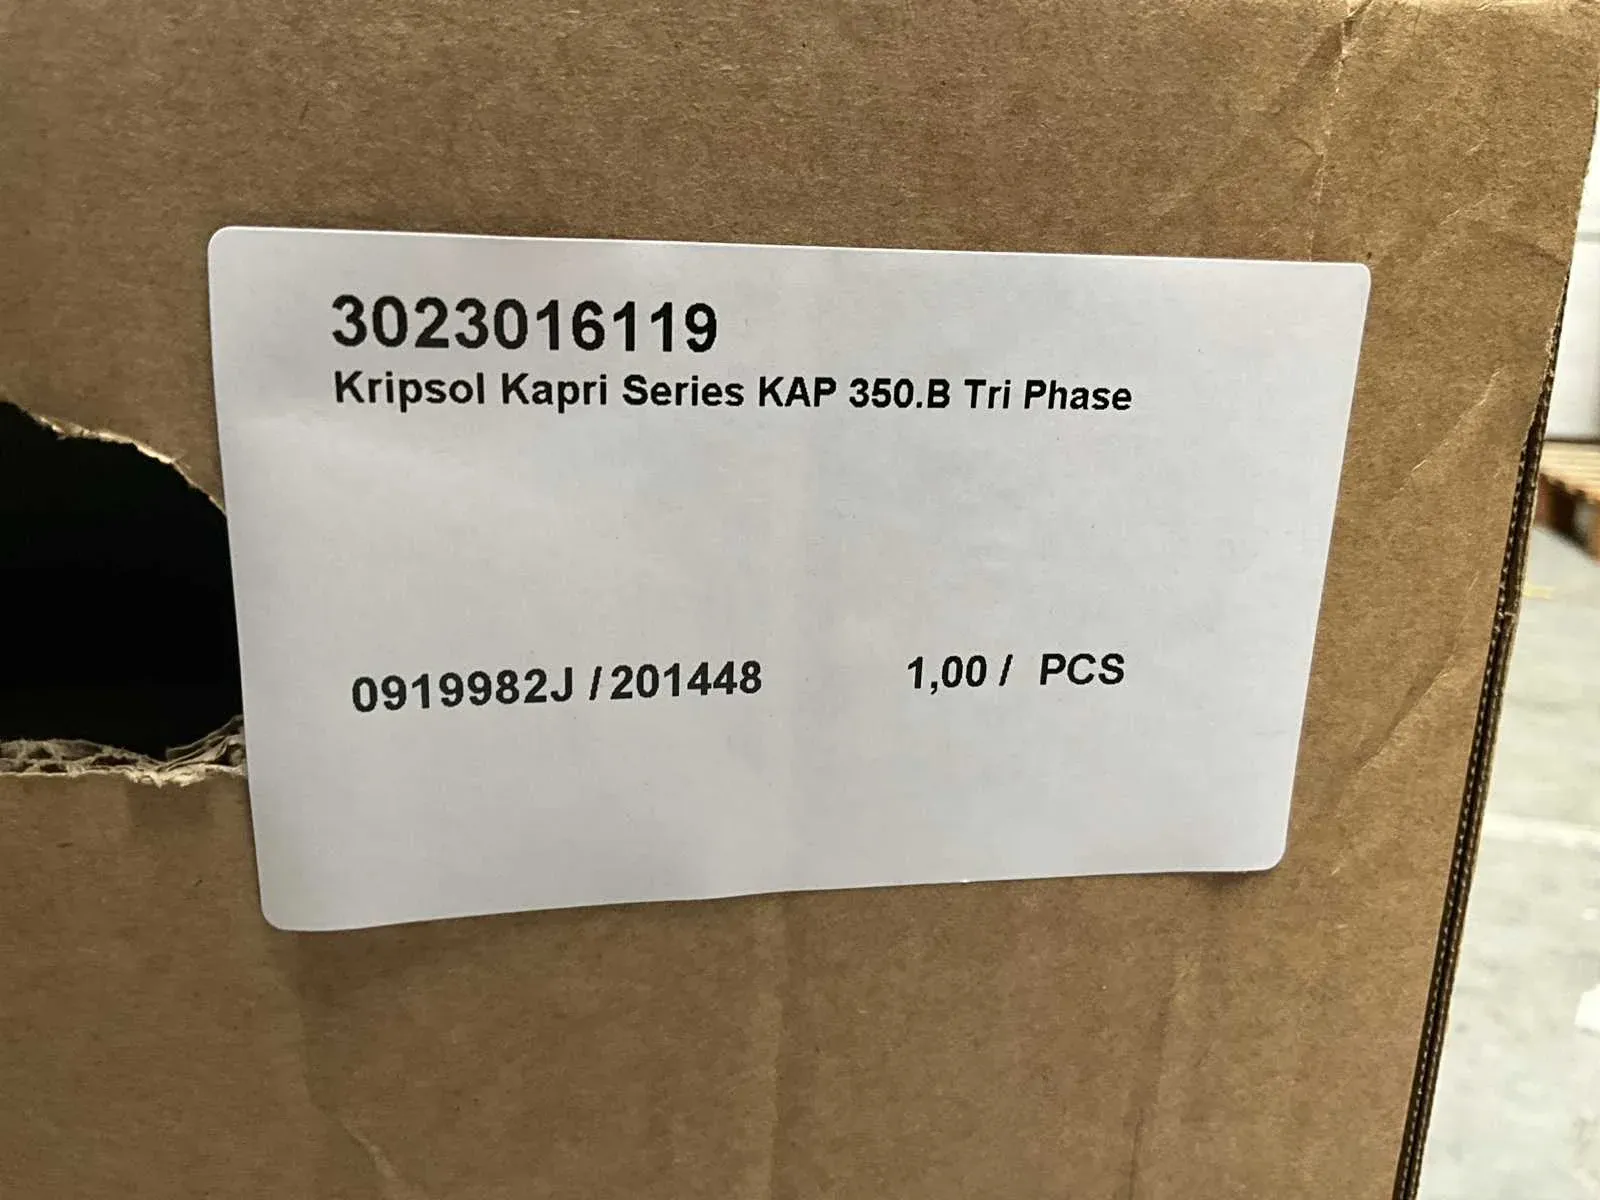 3023016119
Kripsol Kapri Series KAP 350.B Tri Phase
0919982J / 201448 1,00 / PCS